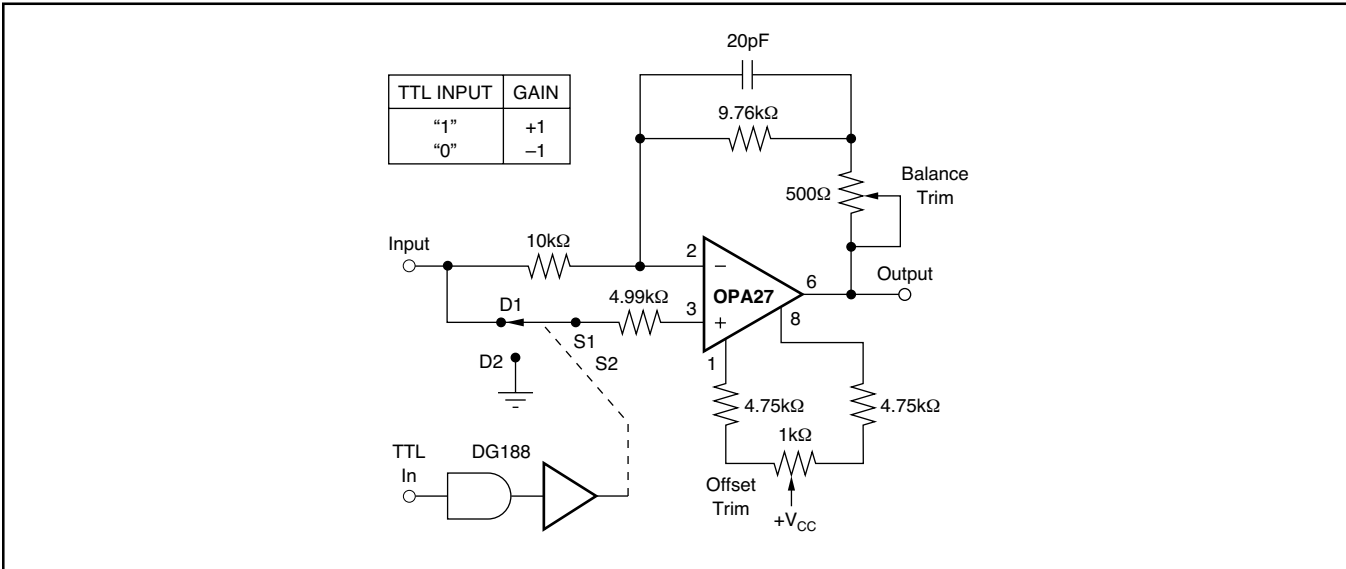 20pF
TTL INPUT GAIN
“1” +1
“0” –1
9.76kΩ
500Ω
Balance
Trim
Input
10kΩ
2
–
OPA27
6
Output
D1
4.99kΩ
3
+
8
S1
D2
S2
1
4.75kΩ
4.75kΩ
1kΩ
TTL
In
DG188
Offset
Trim
+VCC